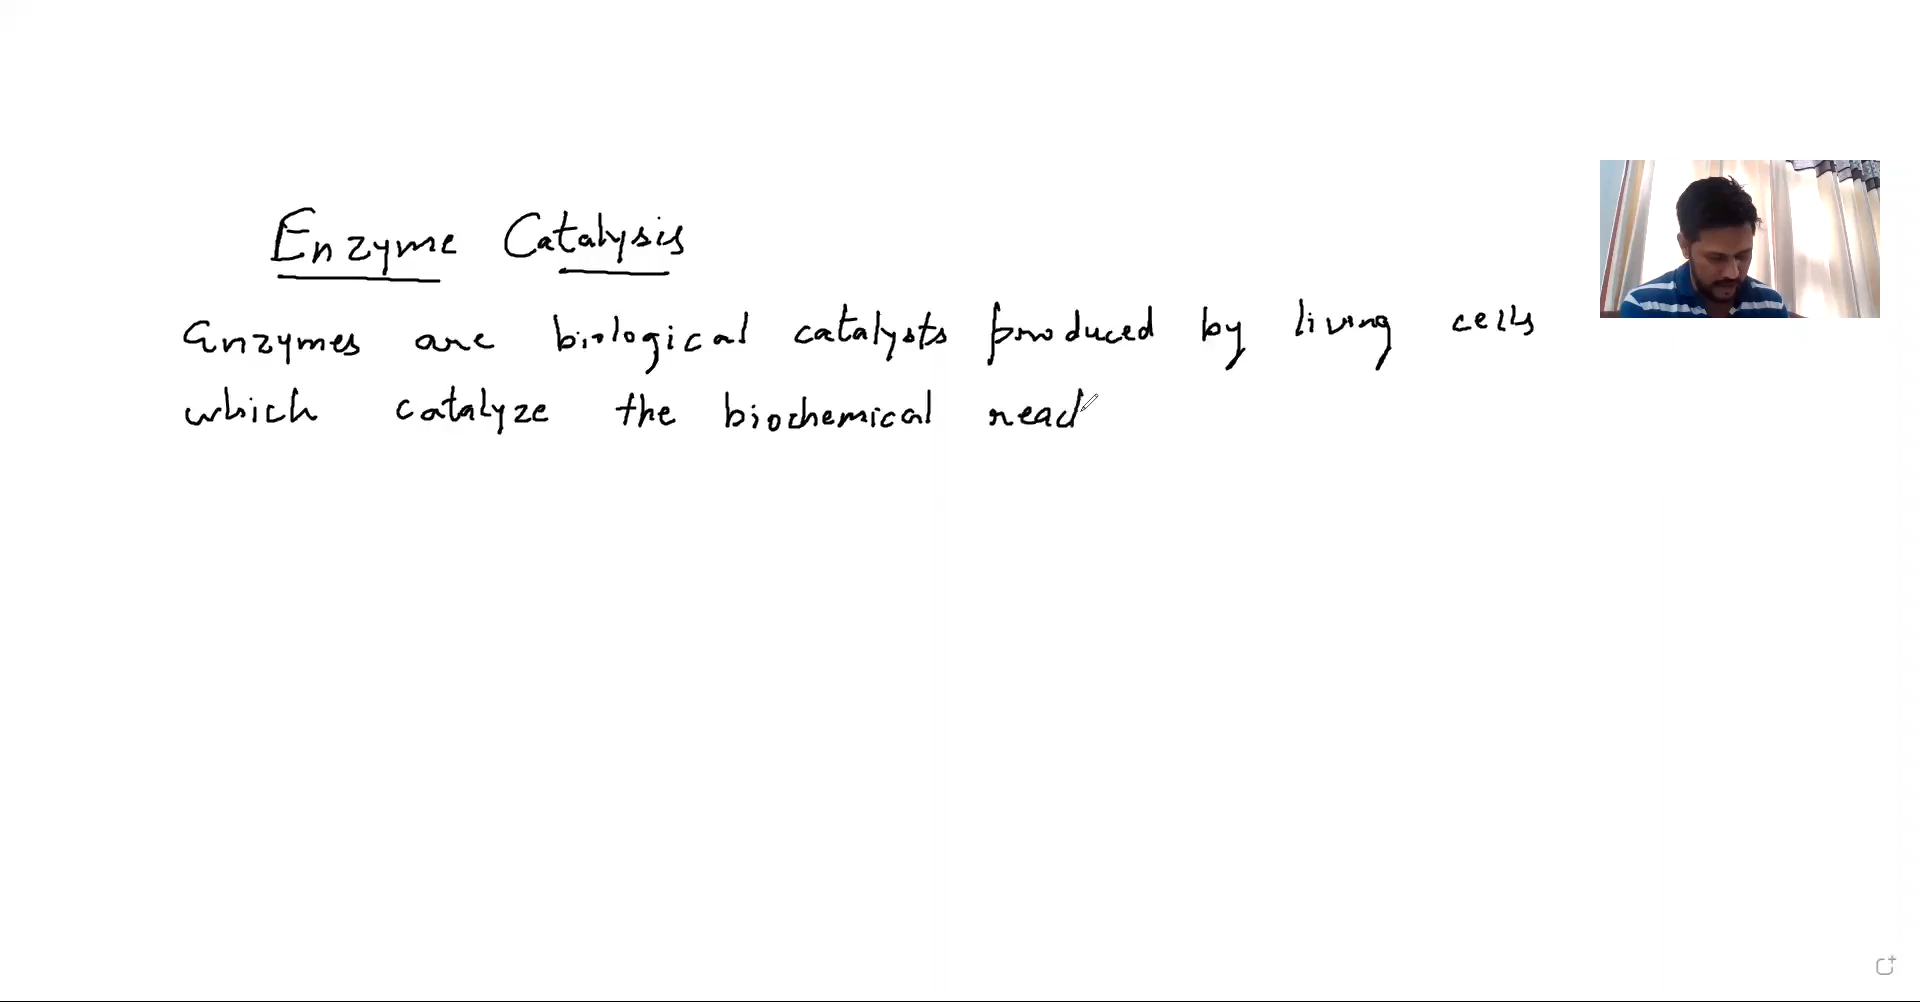 Enzyme Catalysis
Enzymes are biological catalysts produced by living cells
which catalyze the biochemical reac